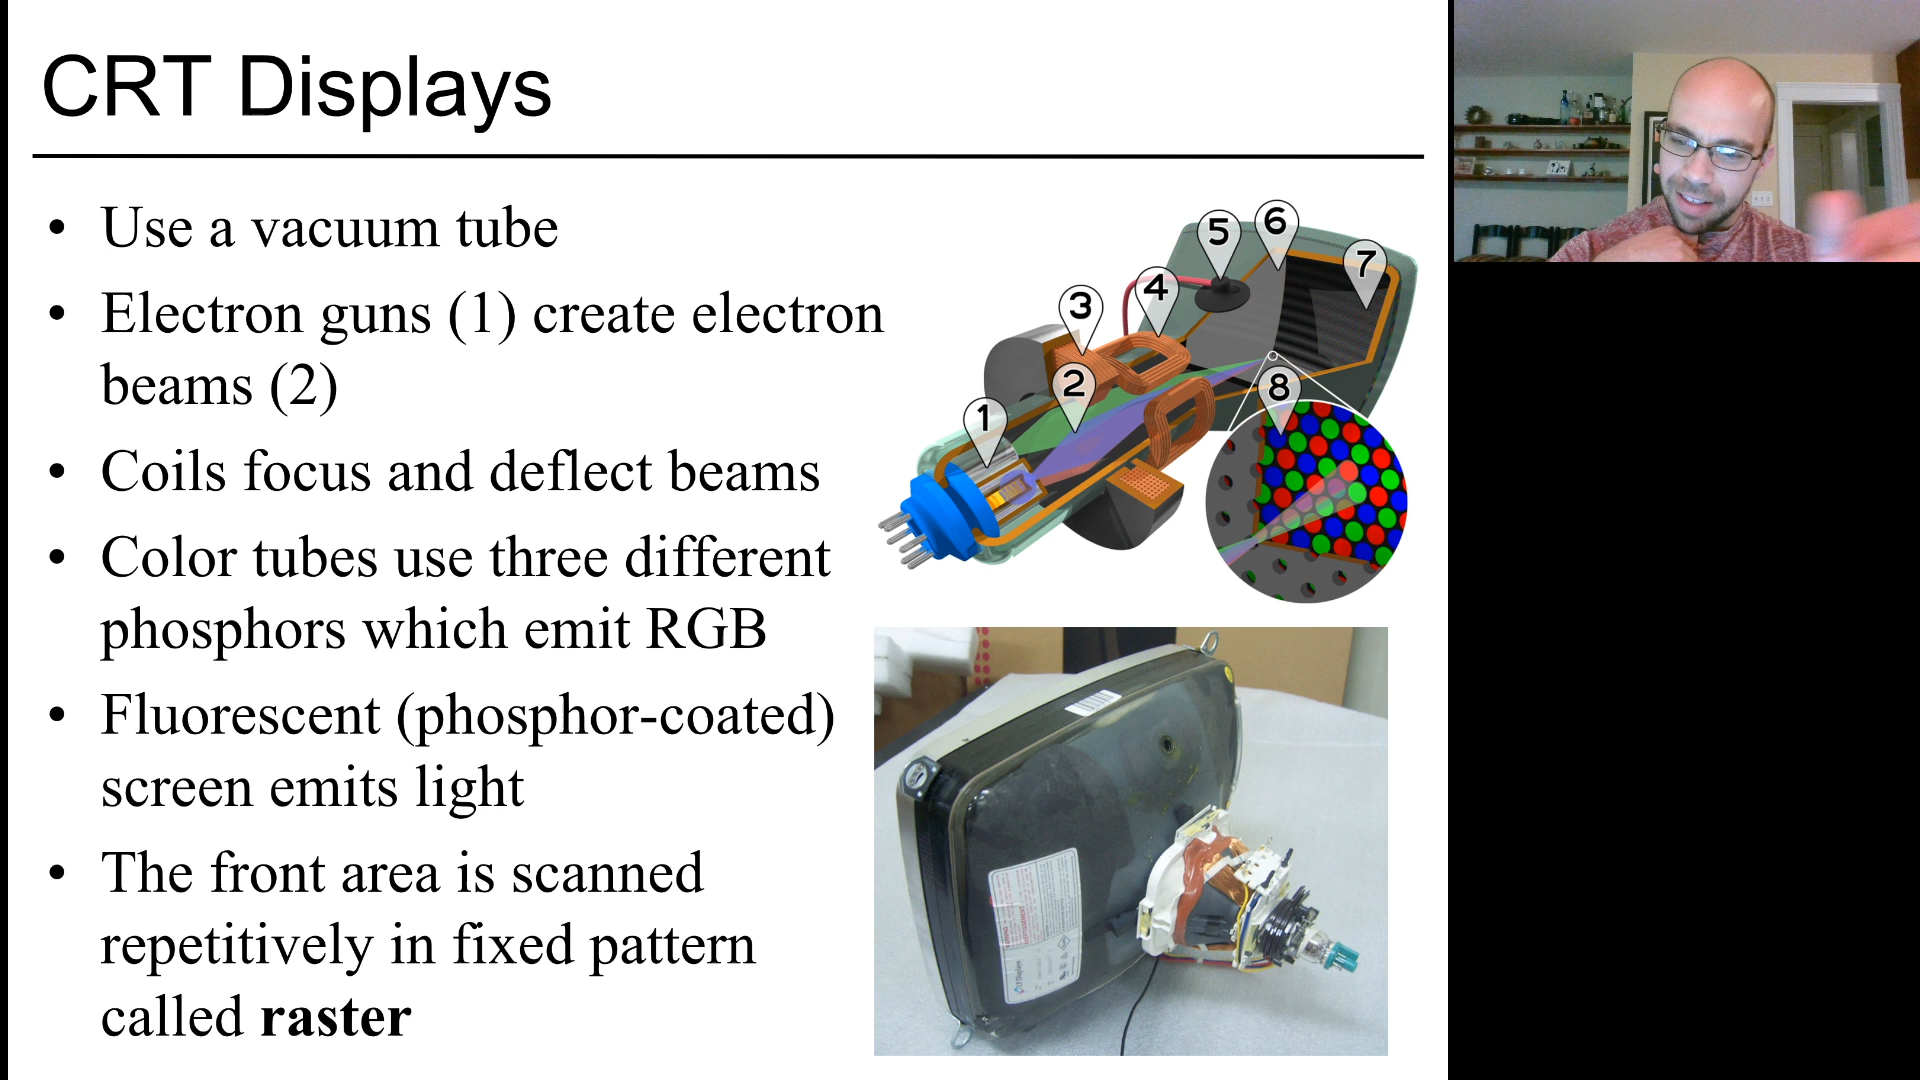 CRT Displays
• Use a vacuum tube
• Electron guns (1) create electron
beams (2)
• Coils focus and deflect beams
• Color tubes use three different
phosphors which emit RGB
• Fluorescent (phosphor-coated)
screen emits light
• The front area is scanned
repetitively in fixed pattern
called raster
1
2
3
4
5
6
7
8